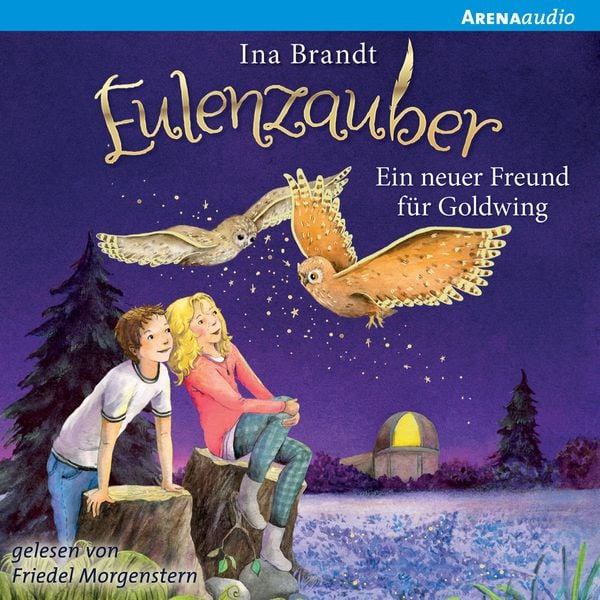 ARENAaudio
Ina Brandt
Eulenzauber
Ein neuer Freund
für Goldwing
gelesen von
Friedel Morgenstern